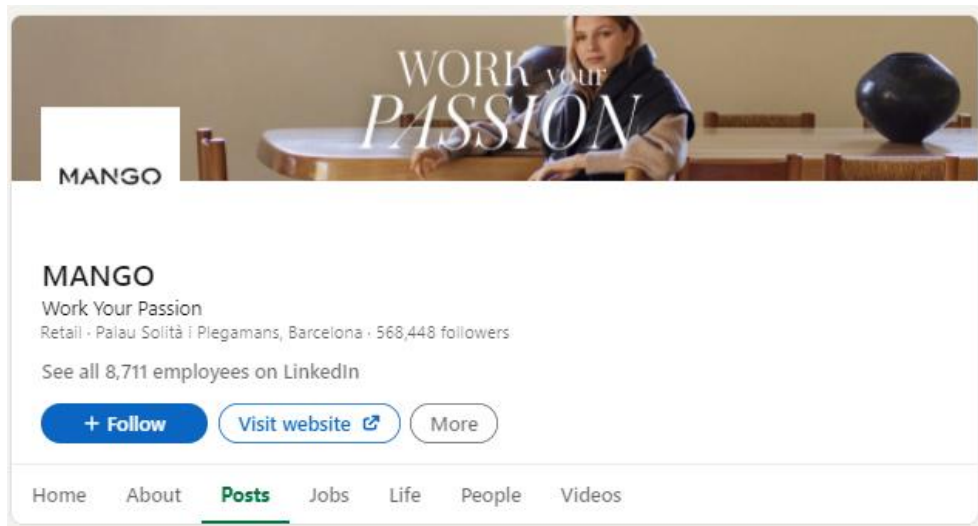 WORK your
PASSION
MANGO
MANGO
Work Your Passion
Retail · Palau Solità i Plegamans, Barcelona · 568,448 followers
See all 8,711 employees on LinkedIn
+ Follow Visit website More
Home About Posts Jobs Life People Videos